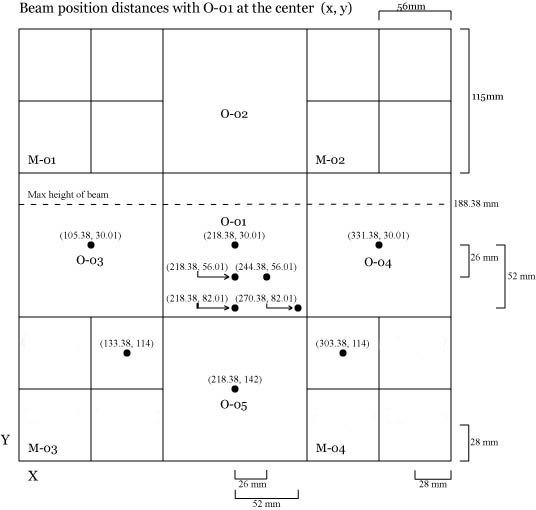 Beam position distances with O-01 at the center (x, y)
56mm
115mm
O-02
M-01
M-02
Max height of beam
188.38 mm
O-01
(105.38, 30.01)
(218.38, 30.01)
(331.38, 30.01)
O-03
O-04
26 mm
52 mm
(218.38, 56.01)
(244.38, 56.01)
(218.38, 82.01)
(270.38, 82.01)
(133.38, 114)
(303.38, 114)
(218.38, 142)
O-05
Y
M-03
M-04
28 mm
X
26 mm
28 mm
52 mm